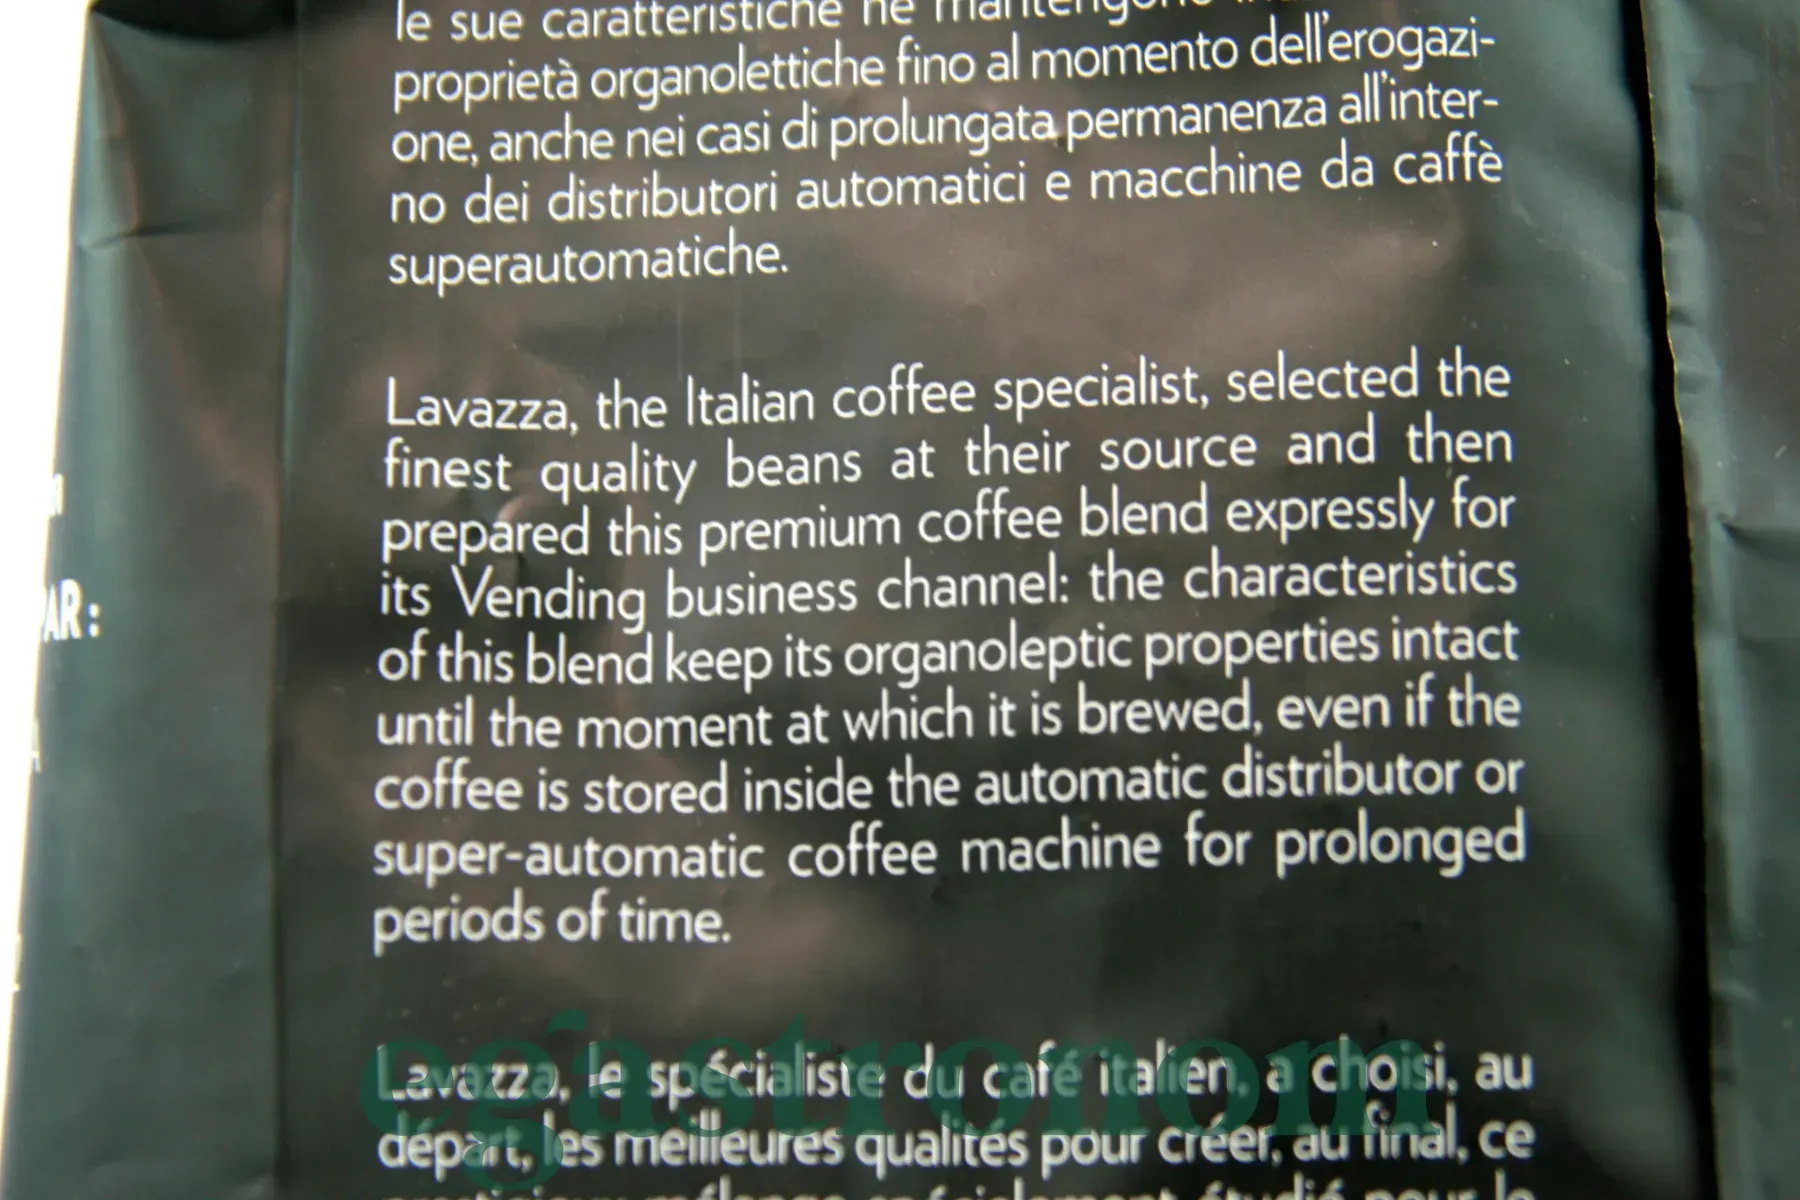 le sue caratteristiche ne mantengono
proprietà organolettiche fino al momento dell'erogazi-
one, anche nei casi di prolungata permanenza all'inter-
no dei distributori automatici e macchine da caffè
superautomatiche.
Lavazza, the Italian coffee specialist, selected the
finest quality beans at their source and then
prepared this premium coffee blend expressly for
its Vending business channel: the characteristics
of this blend keep its organoleptic properties intact
until the moment at which it is brewed, even if the
coffee is stored inside the automatic distributor or
super-automatic coffee machine for prolonged
periods of time.
Lavazza, le spécialiste du café italien, a choisi, au
départ, les meilleures qualités pour créer, au final, ce
AR:
A
egastronom